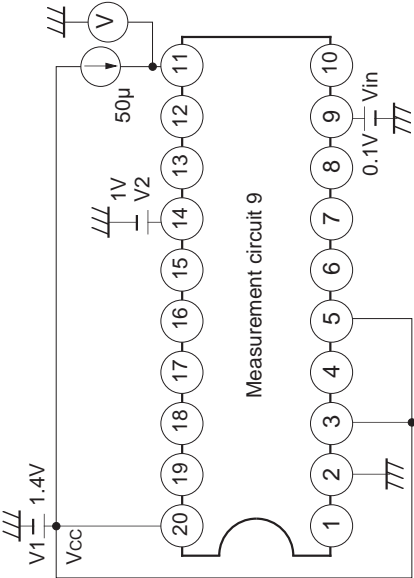 V1 1.4V
Vcc
50µ
V
1V
V2
20 19 18 17 16 15 14 13 12 11
Measurement circuit 9
1 2 3 4 5 6 7 8 9 10
0.1V Vin